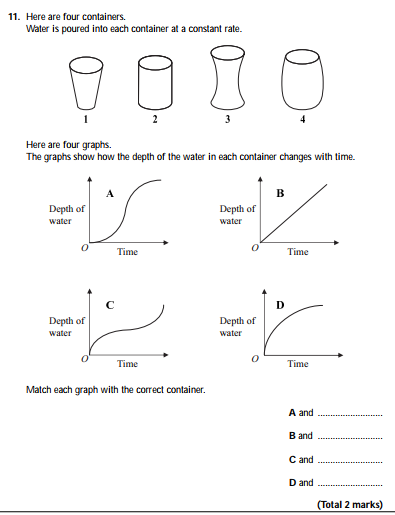 11. Here are four containers.
Water is poured into each container at a constant rate.
1 2 3 4
Here are four graphs.
The graphs show how the depth of the water in each container changes with time.
A
Depth of
water
O
Time
B
Depth of
water
O
Time
C
Depth of
water
O
Time
D
Depth of
water
O
Time
Match each graph with the correct container.
A and ............................
B and ............................
C and ............................
D and ............................
(Total 2 marks)